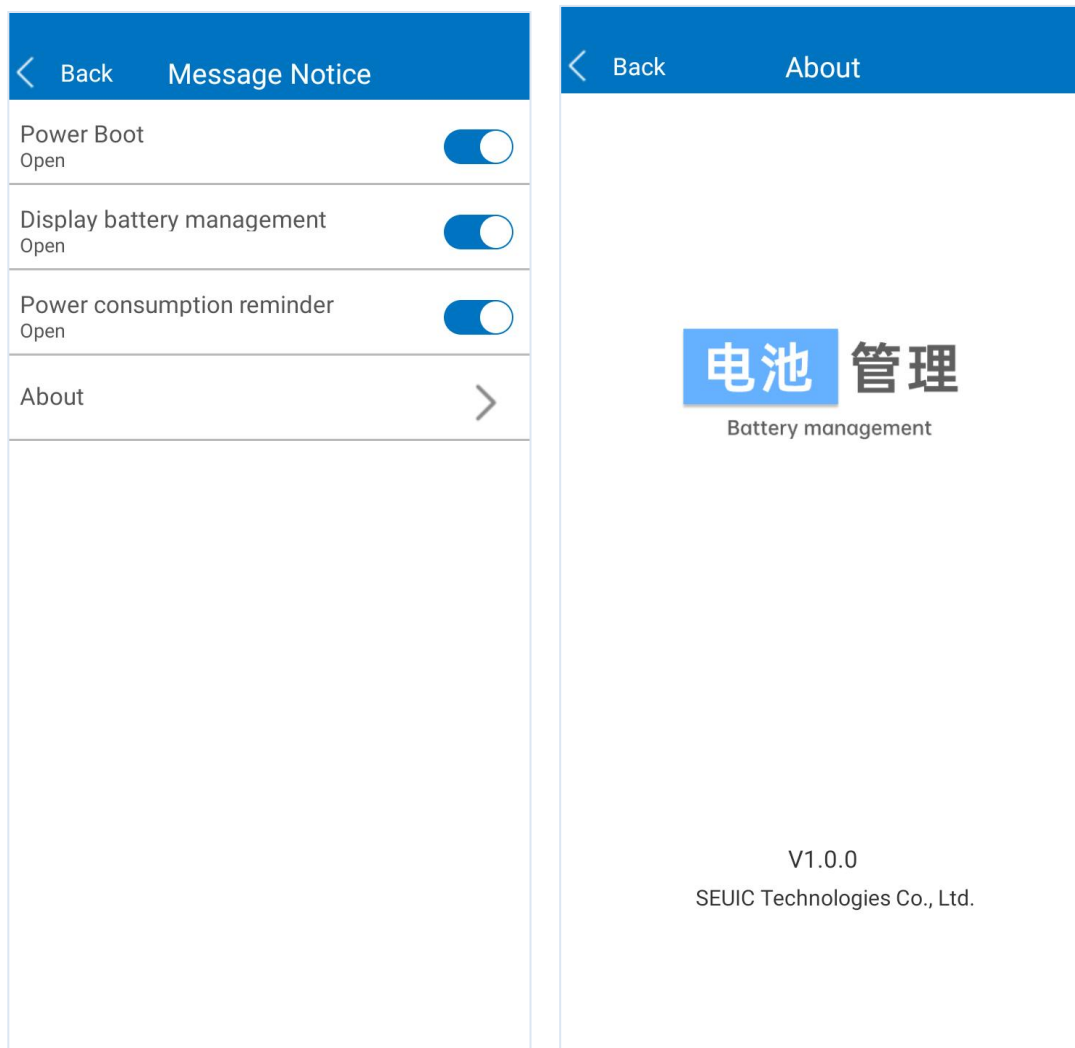 Back Message Notice
Power Boot
Open
Display battery management
Open
Power consumption reminder
Open
About
Back About
电池 管理
Battery management
V1.0.0
SEUIC Technologies Co., Ltd.